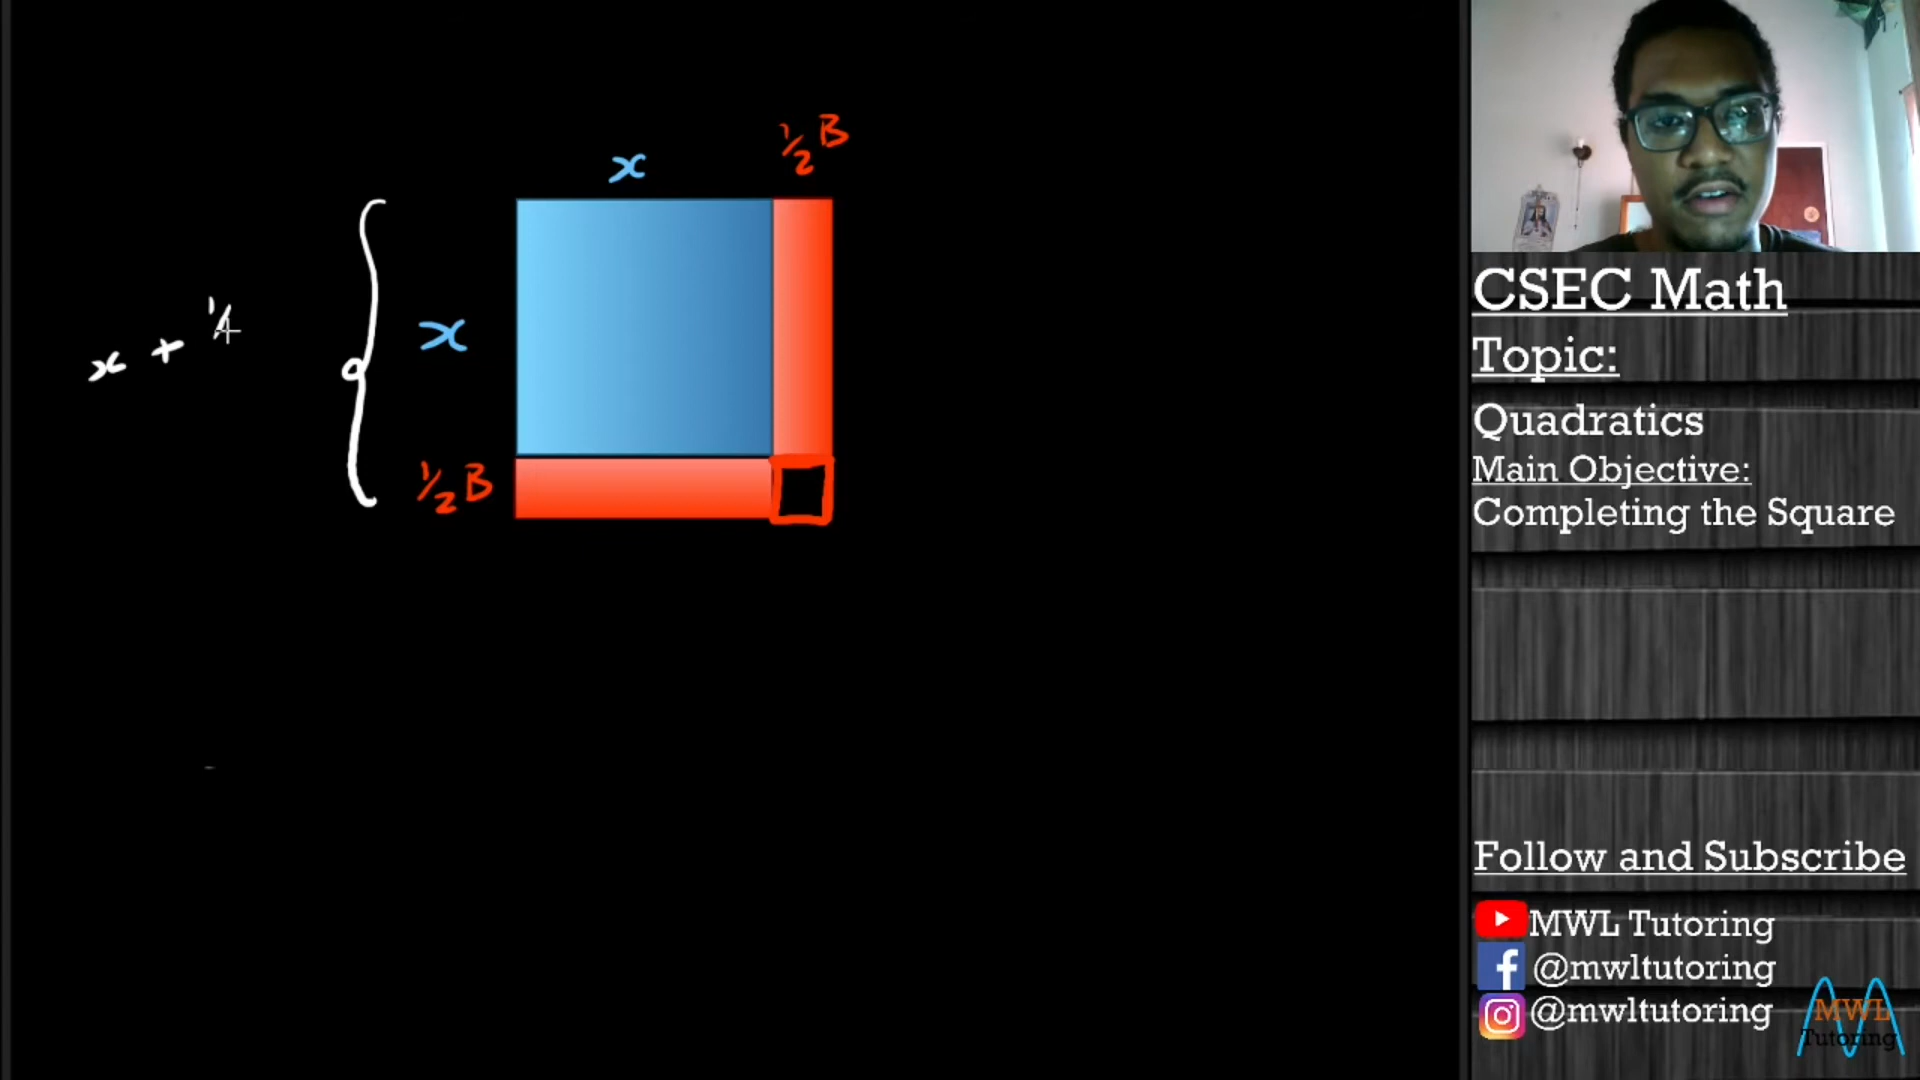 ½B
x
x + 1/
x
½B
CSEC Math
Topic:
Quadratics
Main Objective:
Completing the Square
Follow and Subscribe
MWL Tutoring
@mwltutoring
@mwltutoring
MWL
Tutoring